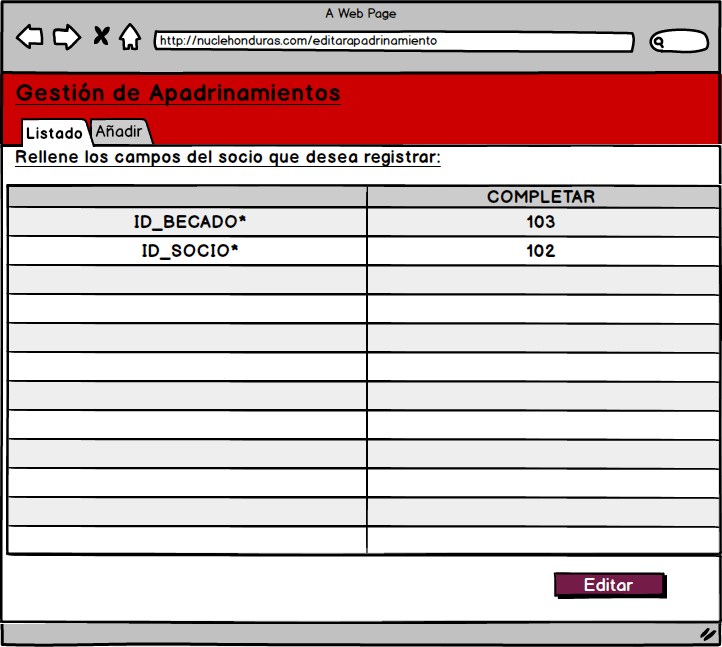 A Web Page
http://nuclehonduras.com/editarapadrinamiento
Gestión de Apadrinamientos
Listado Añadir
Rellene los campos del socio que desea registrar:
COMPLETAR
ID_BECADO* 103
ID_SOCIO* 102
Editar